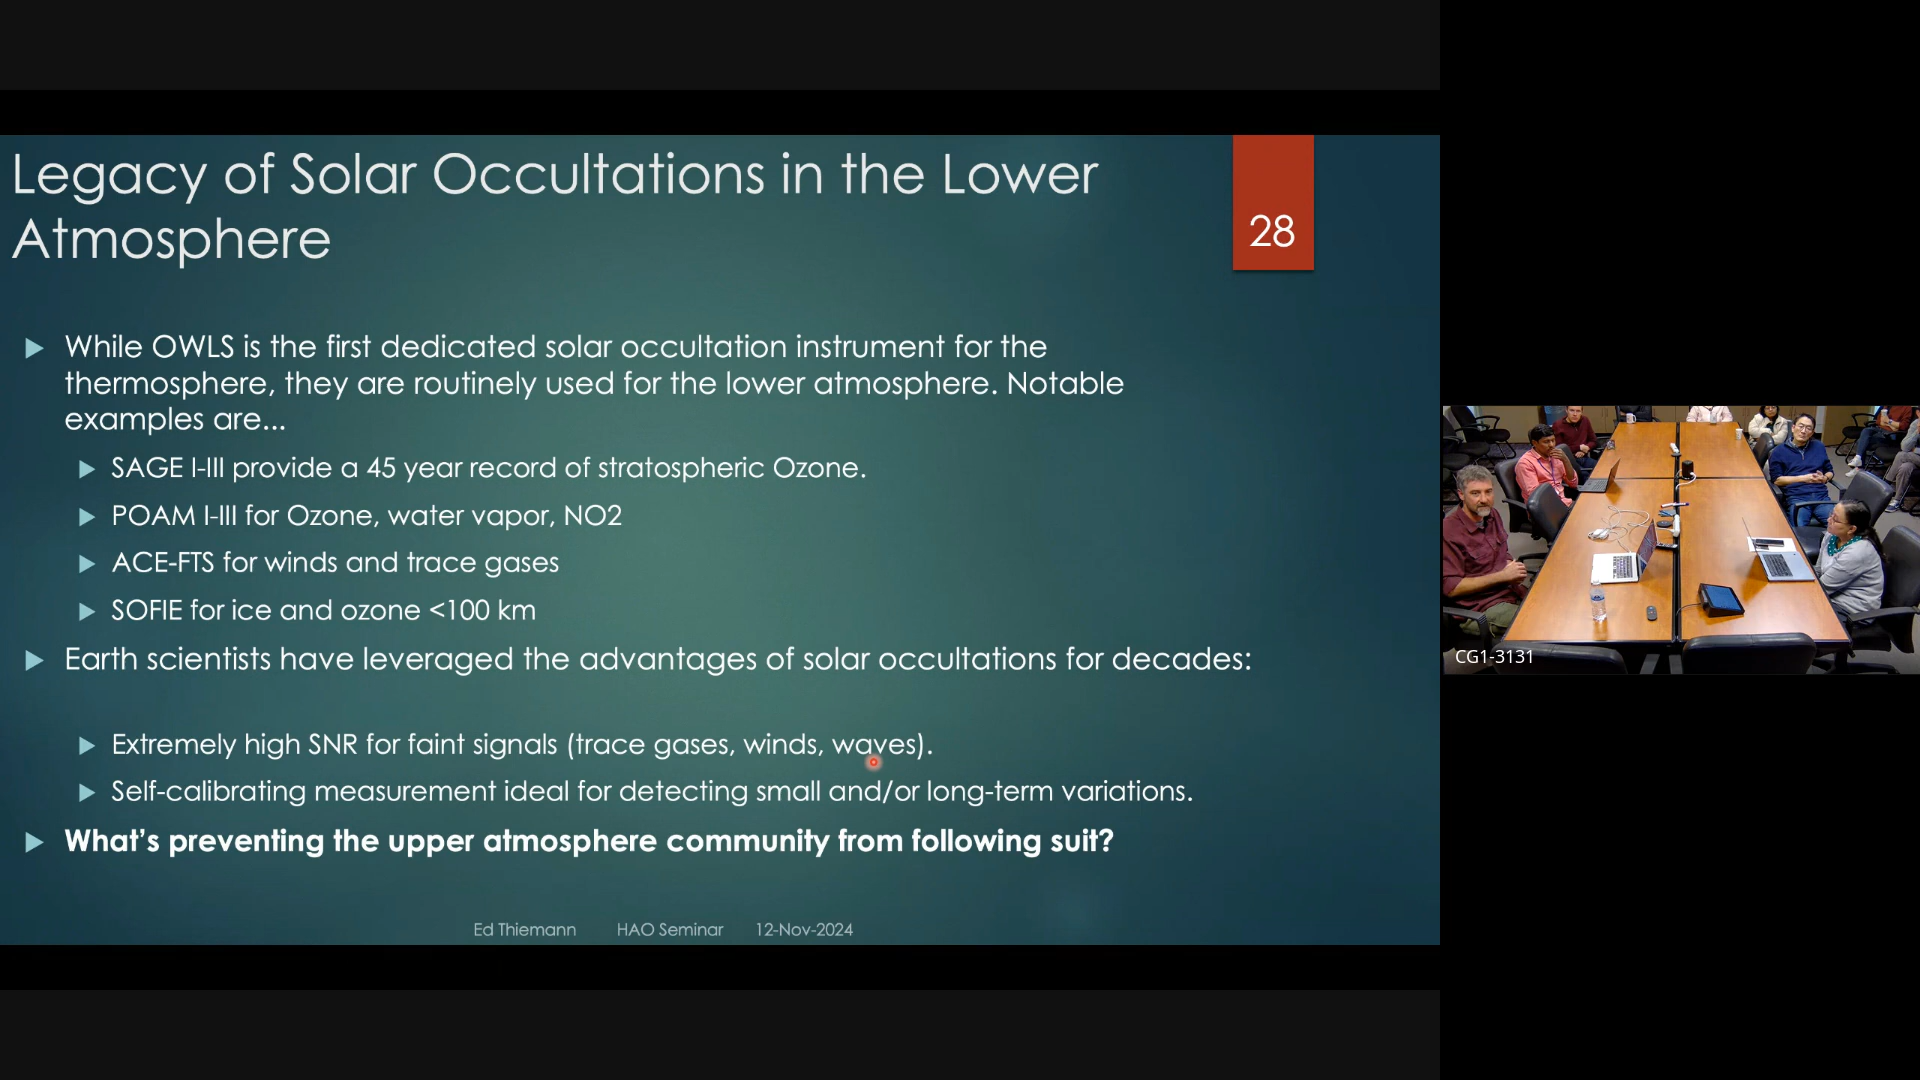 Legacy of Solar Occultations in the Lower
Atmosphere
28
While OWLS is the first dedicated solar occultation instrument for the
thermosphere, they are routinely used for the lower atmosphere. Notable
examples are...
SAGE I-III provide a 45 year record of stratospheric Ozone.
POAM I-III for Ozone, water vapor, NO2
ACE-FTS for winds and trace gases
SOFIE for ice and ozone <100 km
Earth scientists have leveraged the advantages of solar occultations for decades:
Extremely high SNR for faint signals (trace gases, winds, waves).
Self-calibrating measurement ideal for detecting small and/or long-term variations.
What's preventing the upper atmosphere community from following suit?
Ed Thiemann HAO Seminar 12-Nov-2024
CG1-3131